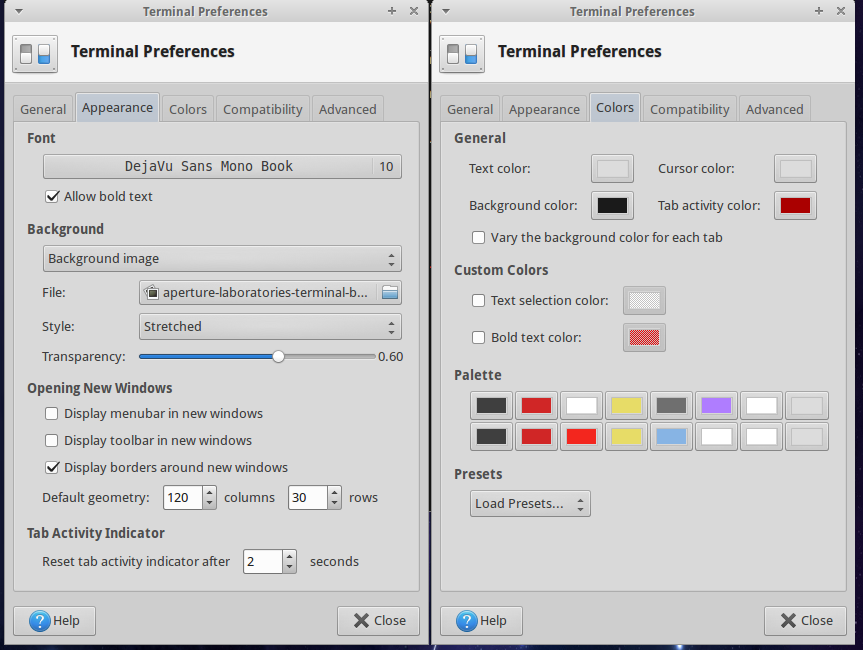 Terminal Preferences
Terminal Preferences
General Appearance Colors Compatibility Advanced
Font
DejaVu Sans Mono Book 10
Allow bold text
Background
Background image
File: aperture-laboratories-terminal-b...
Style: Stretched
Transparency: 0.60
Opening New Windows
Display menubar in new windows
Display toolbar in new windows
Display borders around new windows
Default geometry: 120 columns 30 rows
Tab Activity Indicator
Reset tab activity indicator after 2 seconds
Help Close
Terminal Preferences
Terminal Preferences
General Appearance Colors Compatibility Advanced
General
Text color: Cursor color:
Background color: Tab activity color:
Vary the background color for each tab
Custom Colors
Text selection color:
Bold text color:
Palette
Presets
Load Presets...
Help Close